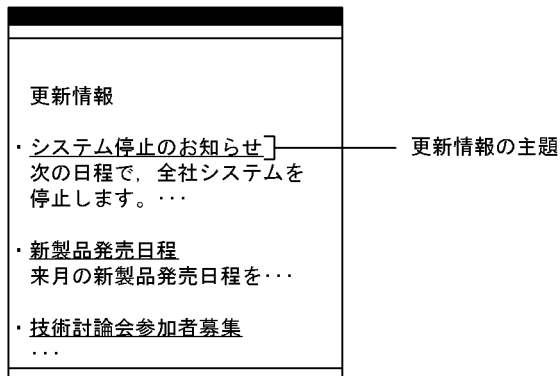 更新情報
・システム停止のお知らせ
更新情報の主題
次の日程で，全社システムを
停止します。・・・
・新製品発売日程
来月の新製品発売日程を・・・
・技術討論会参加者募集
・・・